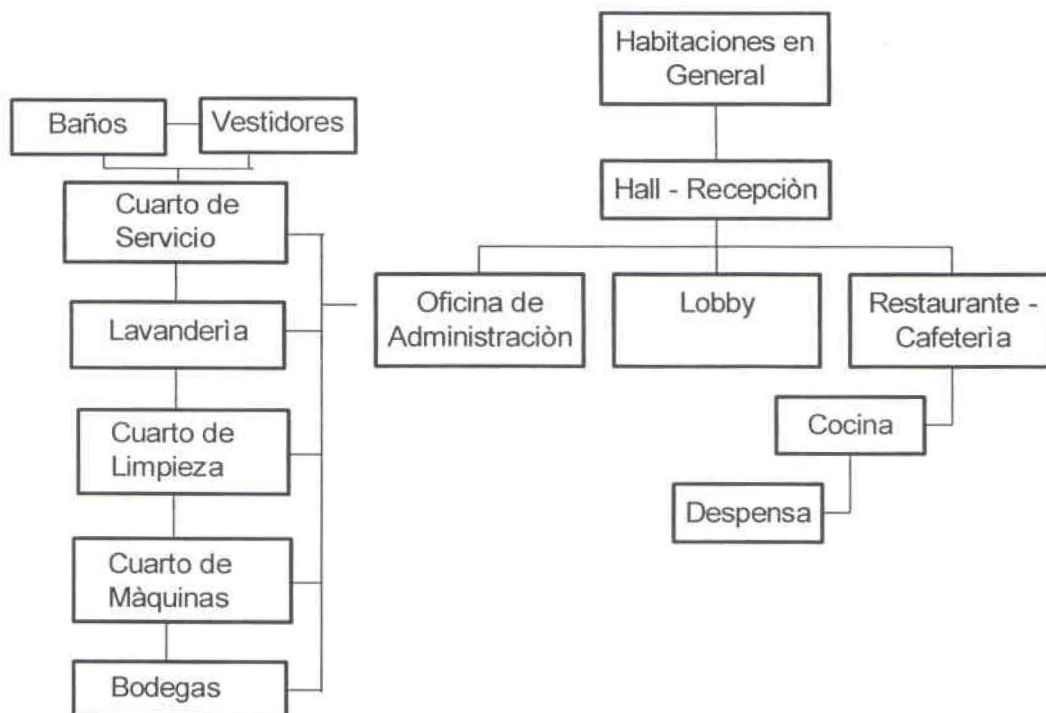 Habitaciones en
General
Baños
Vestidores
Hall - Recepciòn
Cuarto de
Servicio
Oficina de
Administraciòn
Lobby
Restaurante -
Cafeterìa
Lavanderìa
Cocina
Cuarto de
Limpieza
Despensa
Cuarto de
Màquinas
Bodegas